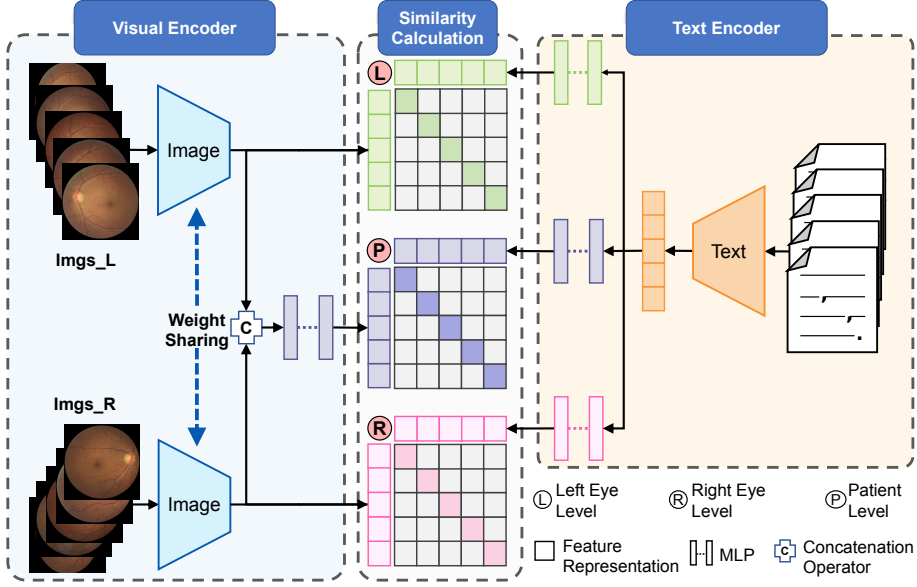 Visual Encoder
Similarity
Calculation
Text Encoder
L
Image
Imgs_L
P
Text
Weight
Sharing
C
Imgs_R
R
Image
L Left Eye
Level
R Right Eye
Level
P Patient
Level
Feature
Representation
MLP
C Concatenation
Operator